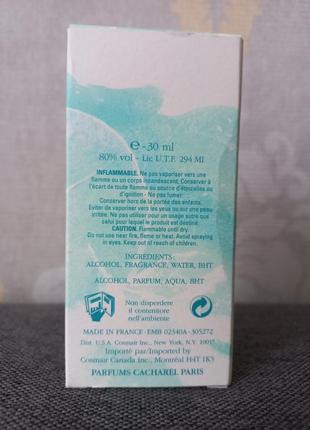 e -30 ml
80% vol - Lic U.T.F. 294 MI
INFLAMMABLE. Ne pas vaporiser vers une
flamme ou un corps incandescent. Conserver à
l'écart de toute flamme ou source d'étincelles ou
d'ignition - Ne pas fumer.
Conserver hors de la portée des enfants.
Eviter de vaporiser vers les yeux ou sur une aire
irritée. Ne pas utiliser pour un usage autre que
celui pour lequel le produit est destiné.
CAUTION. Flammable until dry.
Do not use near fire, flame or heat. Avoid spraying
in eyes. Keep out of reach of children.
INGREDIENTS:
ALCOHOL, FRAGRANCE, WATER, BHT
ALCOHOL, PARFUM, AQUA, BHT
Non disperdere
il contenitore
nell'ambiente
MADE IN FRANCE - EMB 02340A - 305272
Dist. U.S.A. Cosmair Inc., New York, N.Y. 10017
Importé par/Imported by
Cosmair Canada Inc., Montréal H4T 1K5
PARFUMS CACHAREL PARIS